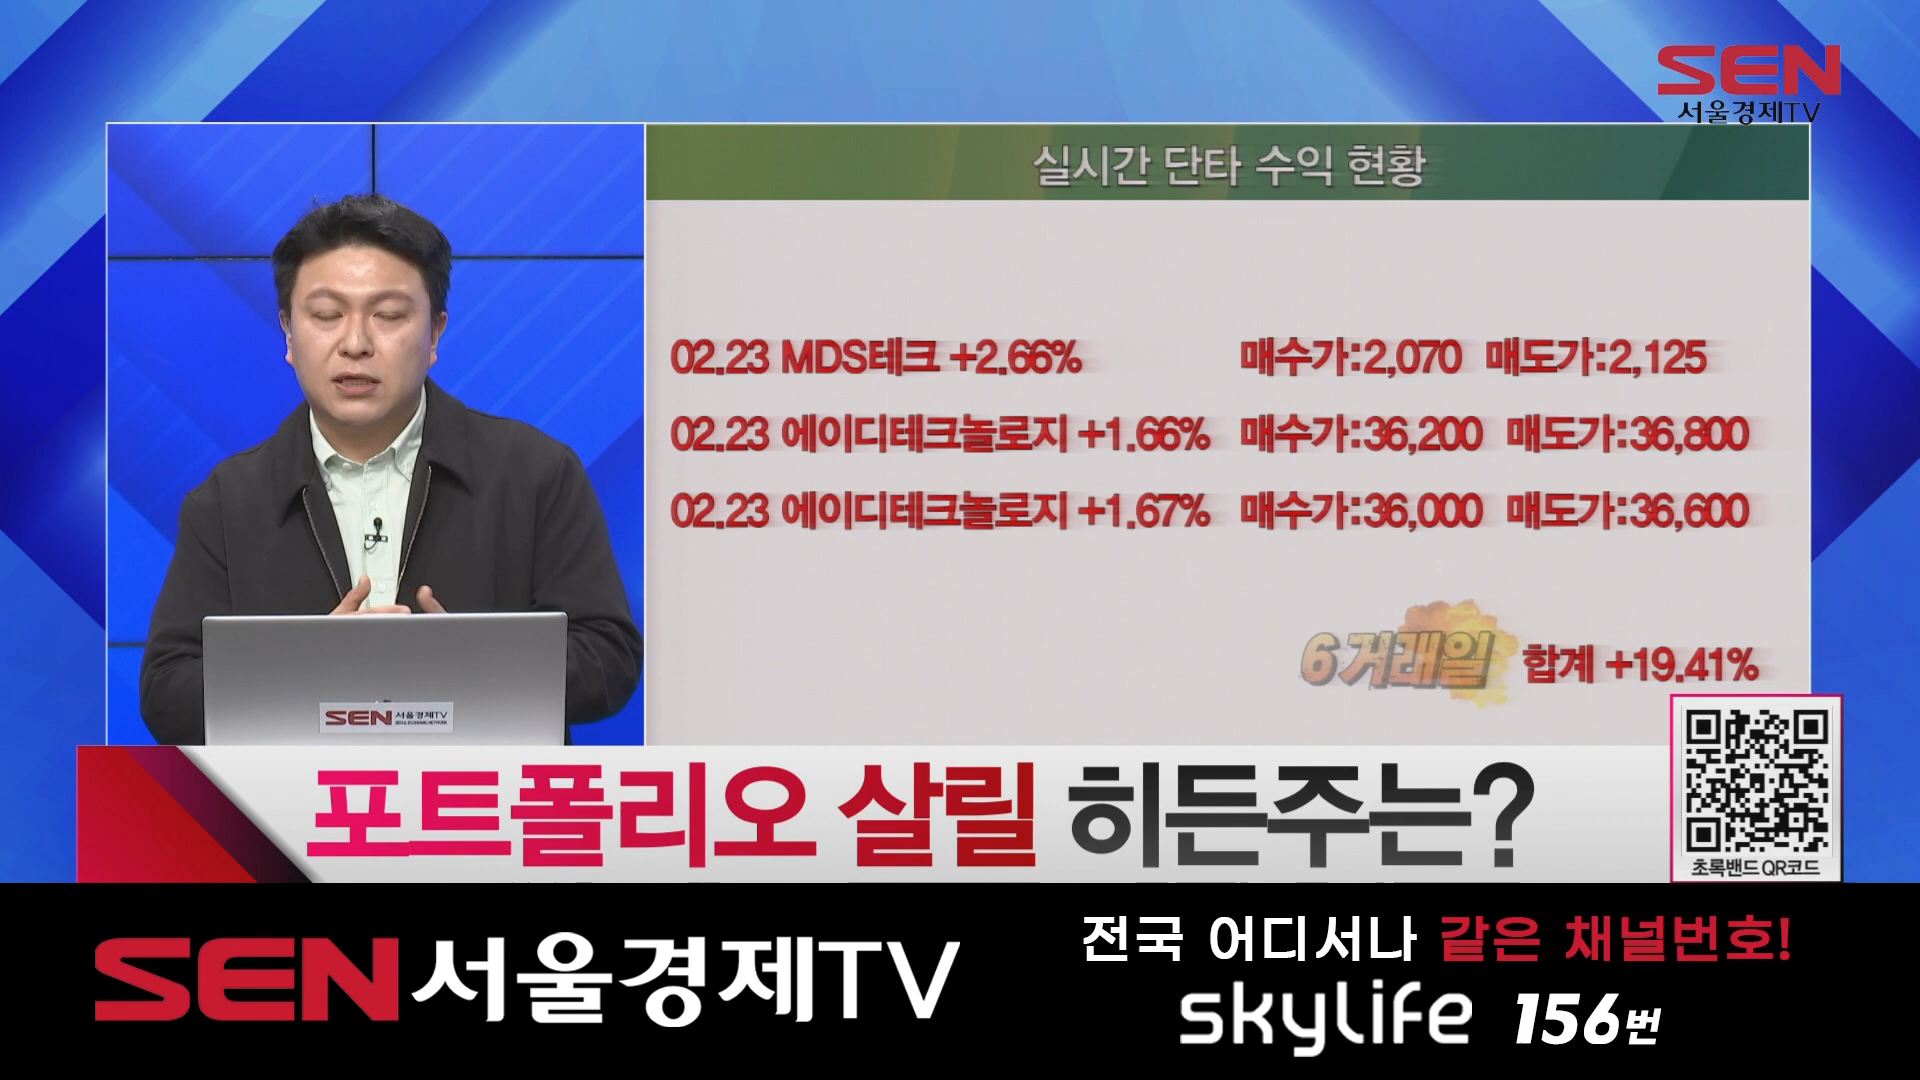 SEN
서울경제TV
실시간 단타 수익 현황
02.23 MDS테크 +2.66% 매수가:2,070 매도가:2,125
02.23 에이디테크놀로지 +1.66% 매수가:36,200 매도가:36,800
02.23 에이디테크놀로지 +1.67% 매수가:36,000 매도가:36,600
6거래일 합계 +19.41%
SEN 서울경제TV
포트폴리오 살릴 히든주는?
초록밴드 QR코드
SEN 서울경제TV
전국 어디서나 같은 채널번호!
skylife 156번